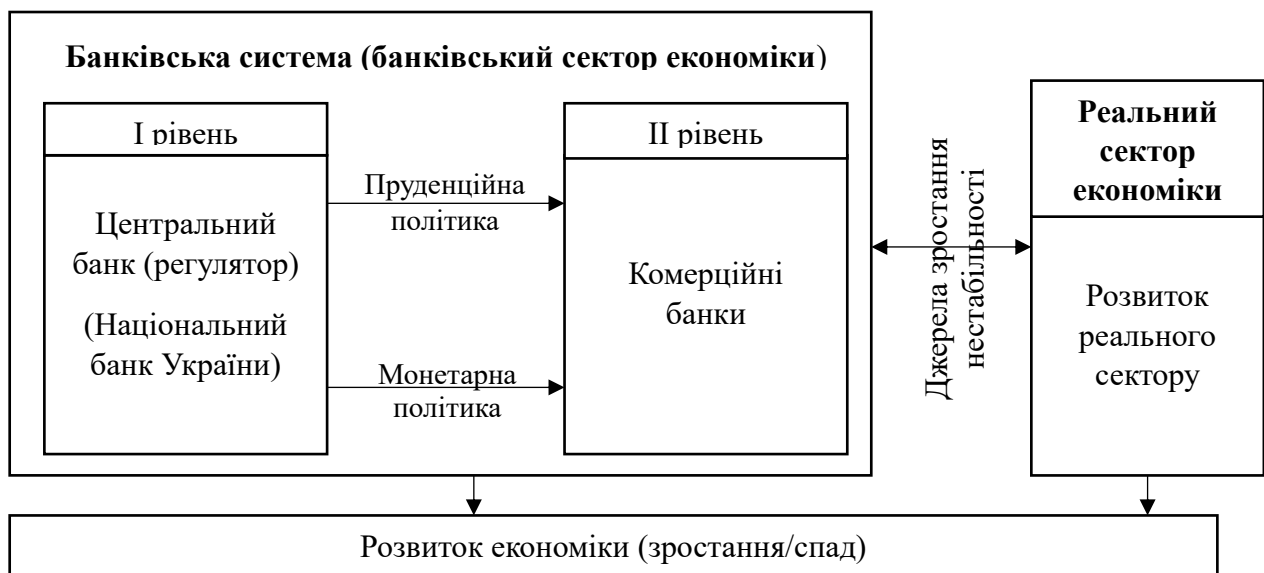 Банківська система (банківський сектор економіки)
І рівень
Центральний
банк (регулятор)
(Національний
банк України)
Пруденційна
політика
Монетарна
політика
ІІ рівень
Комерційні
банки
Джерела зростання
нестабільності
Реальний
сектор
економіки
Розвиток
реального
сектору
Розвиток економіки (зростання/спад)